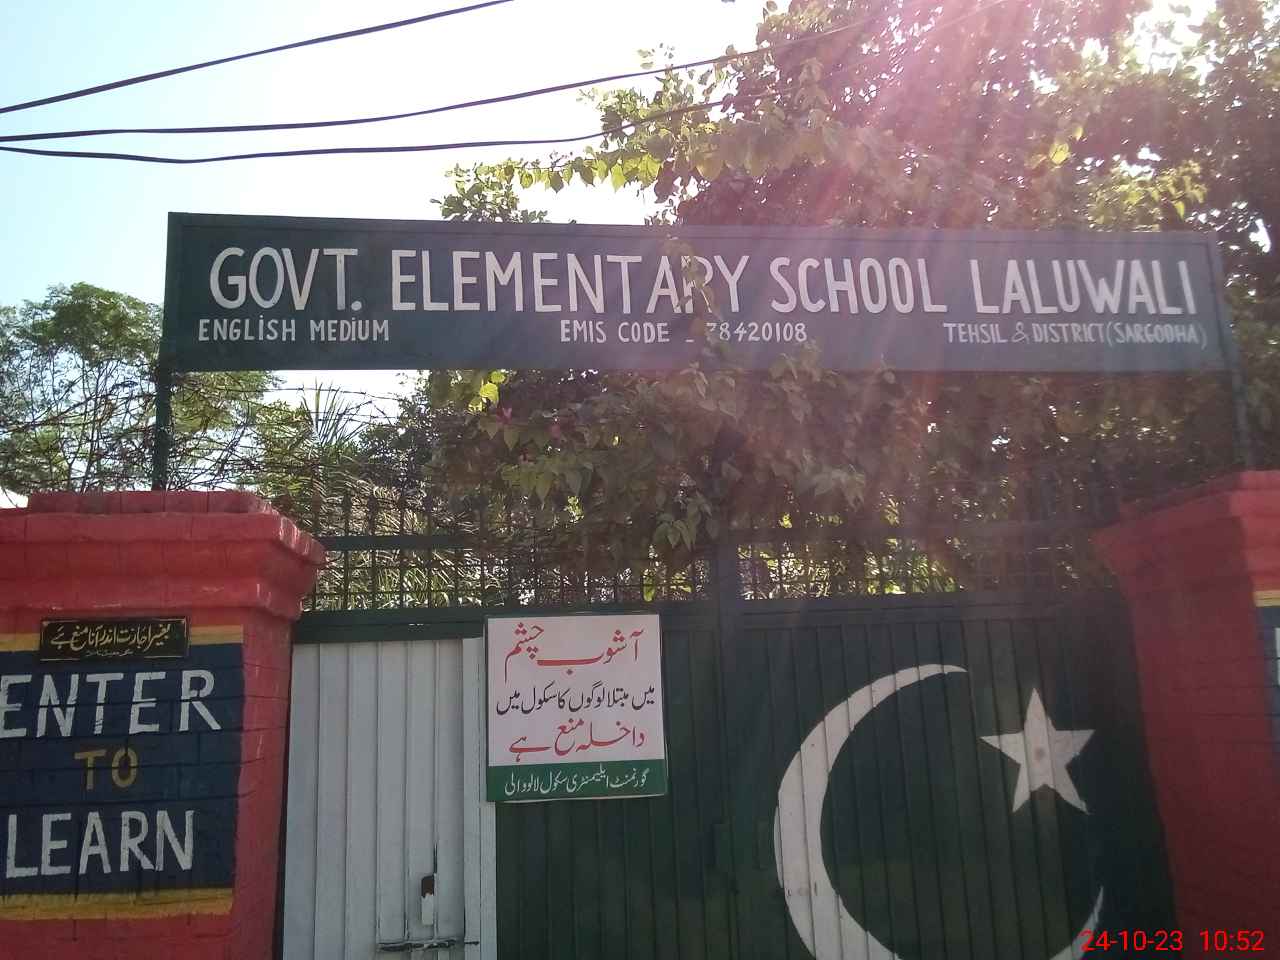 GOVT. ELEMENTARY SCHOOL LALUWALI
ENGLISH MEDIUM EMIS CODE _ 38420108 TEHSIL & DISTRICT (SARGODHA)
بغیر اجازت اندر آنا منع ہے
ENTER
TO
LEARN
آشوب چشم
میں مبتلا لوگوں کا سکول میں
داخلہ منع ہے
گورنمنٹ ایلیمنٹری سکول لالووالی
24-10-23 10:52